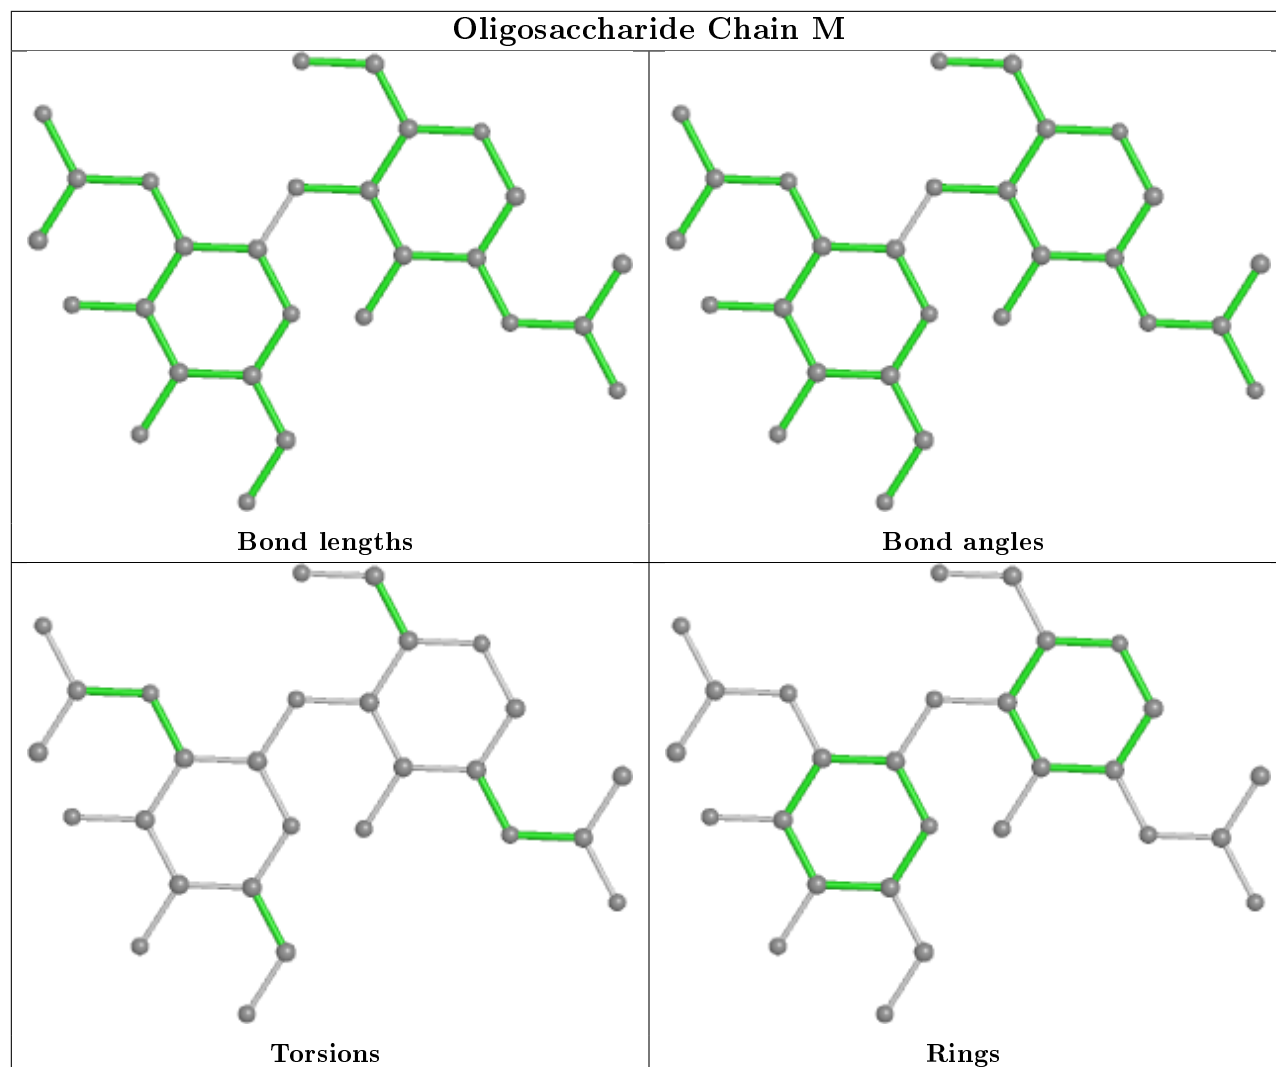 Oligosaccharide Chain M
Bond lengths
Bond angles
Torsions
Rings